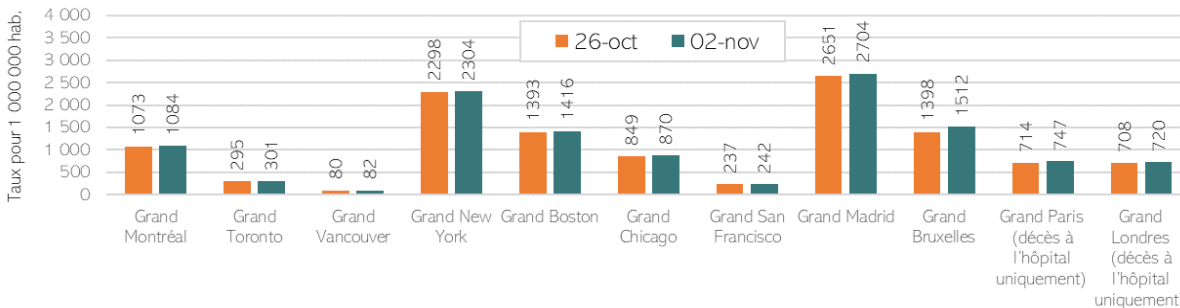 Taux pour 1 000 000 hab.
4 000
3 500
3 000
2 500
2 000
1 500
1 000
500
0
26-oct 02-nov
1073 1084
295 301
80 82
2298 2304
1393 1416
849 870
237 242
2651 2704
1398 1512
714 747
708 720
Grand
Montréal
Grand
Toronto
Grand
Vancouver
Grand New
York
Grand Boston
Grand
Chicago
Grand San
Francisco
Grand Madrid
Grand
Bruxelles
Grand Paris
(décès à
l'hôpital
uniquement)
Grand
Londres
(décès à
l'hôpital
uniquement)